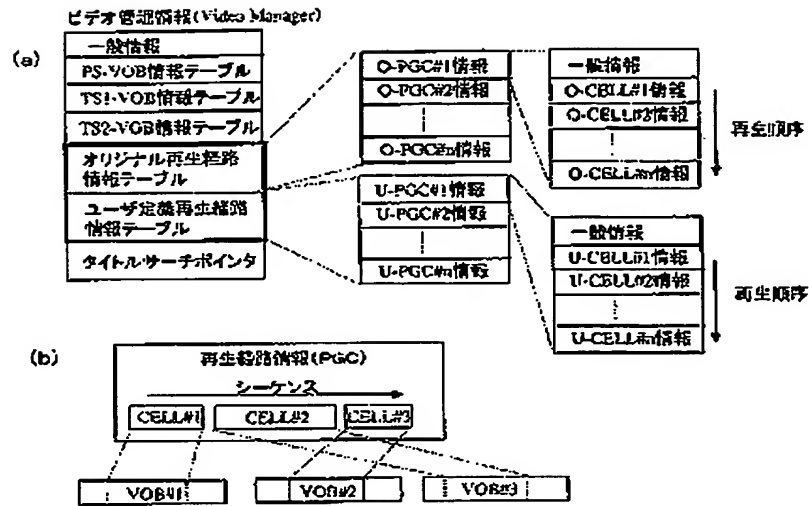 ビデオ管理情報(Video Manager)
(a)
一般情報
PS-VOB情報テーブル
TS1-VOB情報テーブル
TS2-VOB情報テーブル
オリジナル再生経路
情報テーブル
ユーザ定義再生経路
情報テーブル
タイトルサーチポインタ
O-PGC#1情報
O-PGC#2情報
O-PGC#n情報
U-PGC#1情報
U-PGC#2情報
U-PGC#n情報
一般情報
O-CELL#1情報
O-CELL#2情報
O-CELL#m情報
再生順序
一般情報
U-CELL#1情報
U-CELL#2情報
U-CELL#m情報
再生順序
(b)
再生経路情報(PGC)
シーケンス
CELL#1
CELL#2
CELL#3
VOB#1
VOB#2
VOB#3